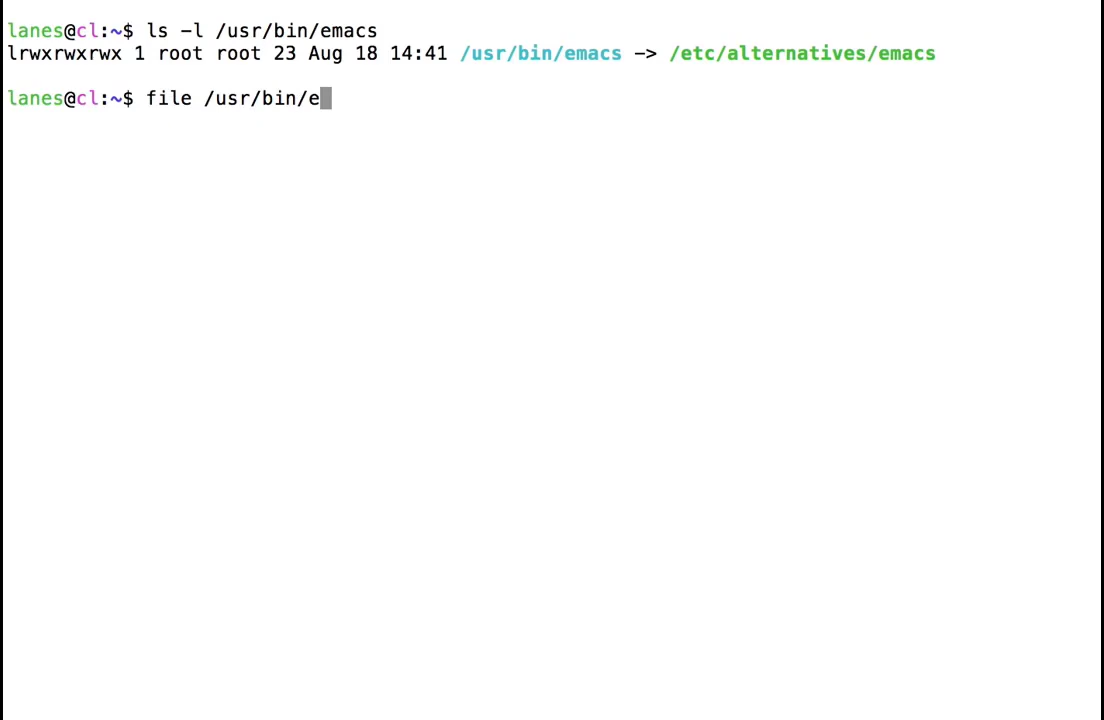 lanes@cl:~$ ls -l /usr/bin/emacs
lrwxrwxrwx 1 root root 23 Aug 18 14:41 /usr/bin/emacs -> /etc/alternatives/emacs
lanes@cl:~$ file /usr/bin/e